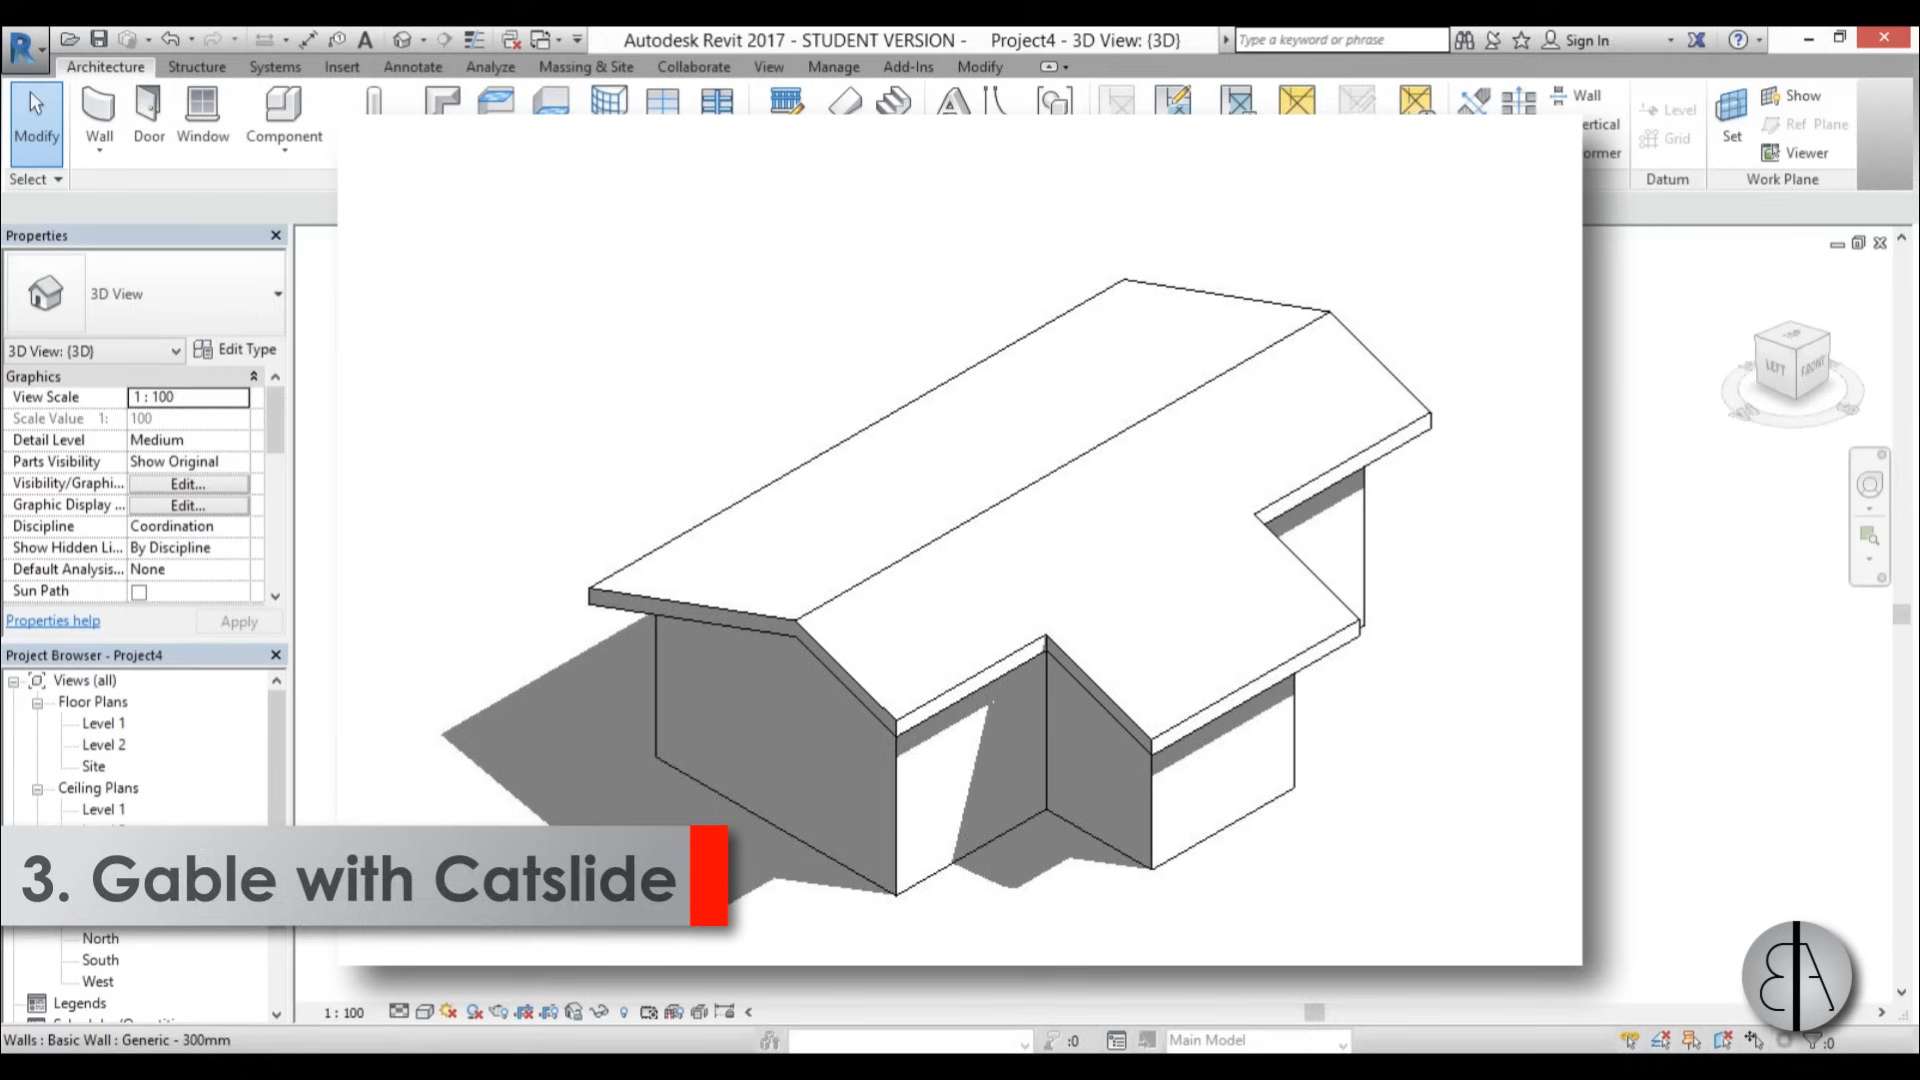 Autodesk Revit 2017 - STUDENT VERSION - Project4 - 3D View: {3D}
Type a keyword or phrase
Sign In
Architecture Structure Systems Insert Annotate Analyze Massing & Site Collaborate View Manage Add-Ins Modify
Modify
Wall
Door
Window
Component
Wall
ertical
ormer
Level
Grid
Set
Show
Ref Plane
Viewer
Select
Datum
Work Plane
Properties
3D View
3D View: {3D}
Edit Type
Graphics
View Scale 1 : 100
Scale Value 1: 100
Detail Level Medium
Parts Visibility Show Original
Visibility/Graphi... Edit...
Graphic Display ... Edit...
Discipline Coordination
Show Hidden Li... By Discipline
Default Analysis... None
Sun Path
Properties help
Apply
Project Browser - Project4
Views (all)
Floor Plans
Level 1
Level 2
Site
Ceiling Plans
Level 1
3. Gable with Catslide
North
South
West
Legends
LEFT
FRONT
1 : 100
Walls : Basic Wall : Generic - 300mm
:0
Main Model
:0